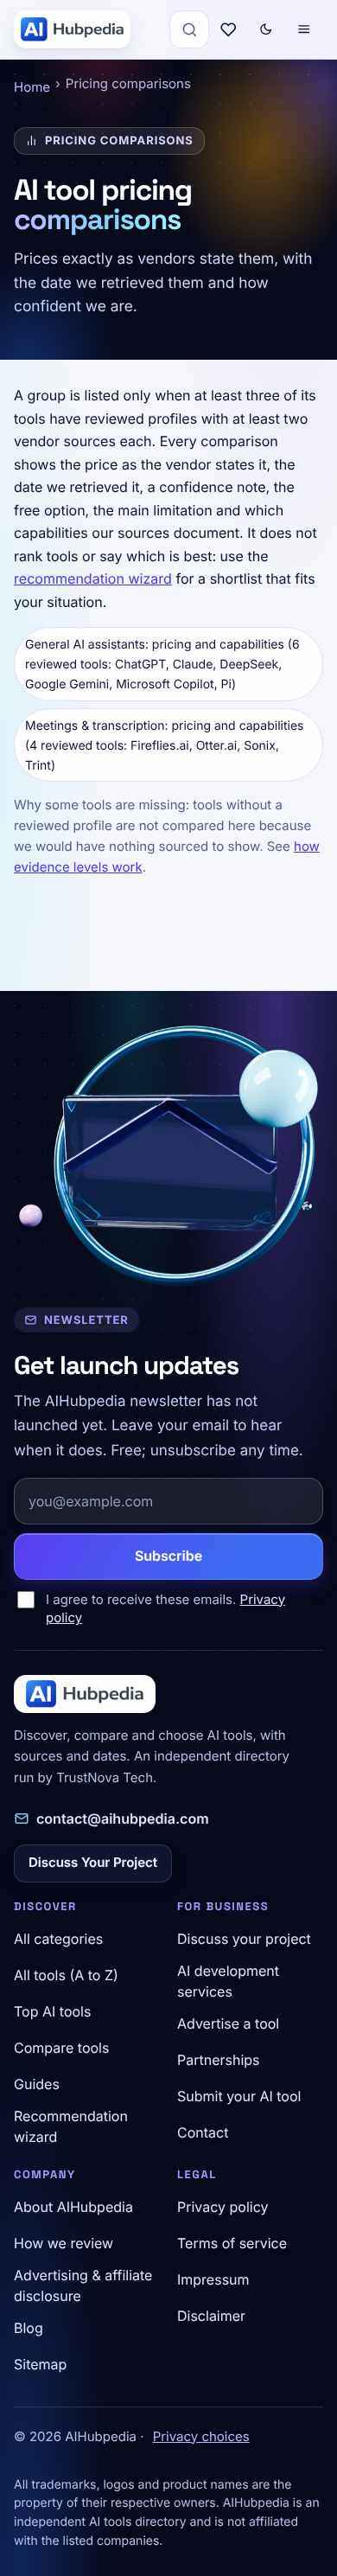 AI Hubpedia
Home › Pricing comparisons
PRICING COMPARISONS
AI tool pricing
comparisons
Prices exactly as vendors state them, with
the date we retrieved them and how
confident we are.
A group is listed only when at least three of its
tools have reviewed profiles with at least two
vendor sources each. Every comparison
shows the price as the vendor states it, the
date we retrieved it, a confidence note, the
free option, the main limitation and which
capabilities our sources document. It does not
rank tools or say which is best: use the
recommendation wizard for a shortlist that fits
your situation.
General AI assistants: pricing and capabilities (6
reviewed tools: ChatGPT, Claude, DeepSeek,
Google Gemini, Microsoft Copilot, Pi)
Meetings & transcription: pricing and capabilities
(4 reviewed tools: Fireflies.ai, Otter.ai, Sonix,
Trint)
Why some tools are missing: tools without a
reviewed profile are not compared here because
we would have nothing sourced to show. See how
evidence levels work.
NEWSLETTER
Get launch updates
The AIHubpedia newsletter has not
launched yet. Leave your email to hear
when it does. Free; unsubscribe any time.
you@example.com
Subscribe
I agree to receive these emails. Privacy
policy
AI Hubpedia
Discover, compare and choose AI tools, with
sources and dates. An independent directory
run by TrustNova Tech.
contact@aihubpedia.com
Discuss Your Project
DISCOVER
All categories
All tools (A to Z)
Top AI tools
Compare tools
Guides
Recommendation
wizard
FOR BUSINESS
Discuss your project
AI development
services
Advertise a tool
Partnerships
Submit your AI tool
Contact
COMPANY
About AIHubpedia
How we review
Advertising & affiliate
disclosure
Blog
Sitemap
LEGAL
Privacy policy
Terms of service
Impressum
Disclaimer
© 2026 AIHubpedia · Privacy choices
All trademarks, logos and product names are the
property of their respective owners. AIHubpedia is an
independent AI tools directory and is not affiliated
with the listed companies.